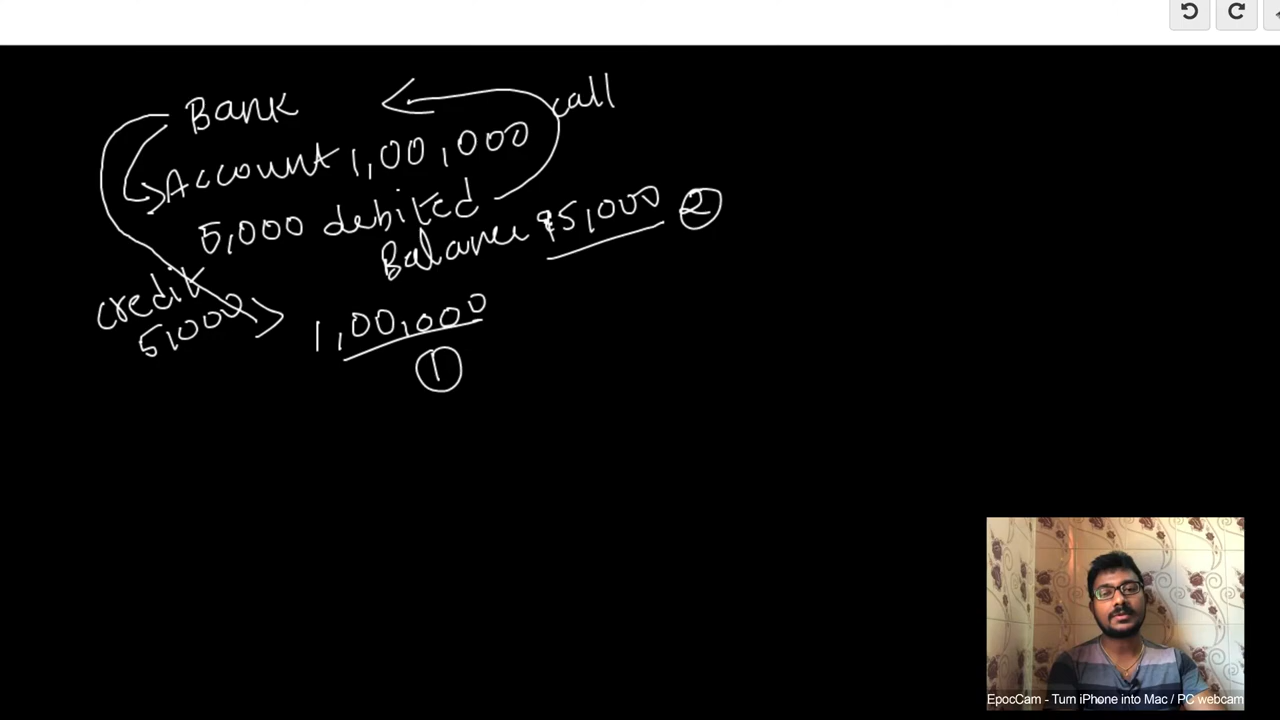 Bank
call
Account 1,00,000
5,000 debited
Balance 95,000 2
credit
5,000
1,00,000
1
EpocCam - Turn iPhone into Mac / PC webcam